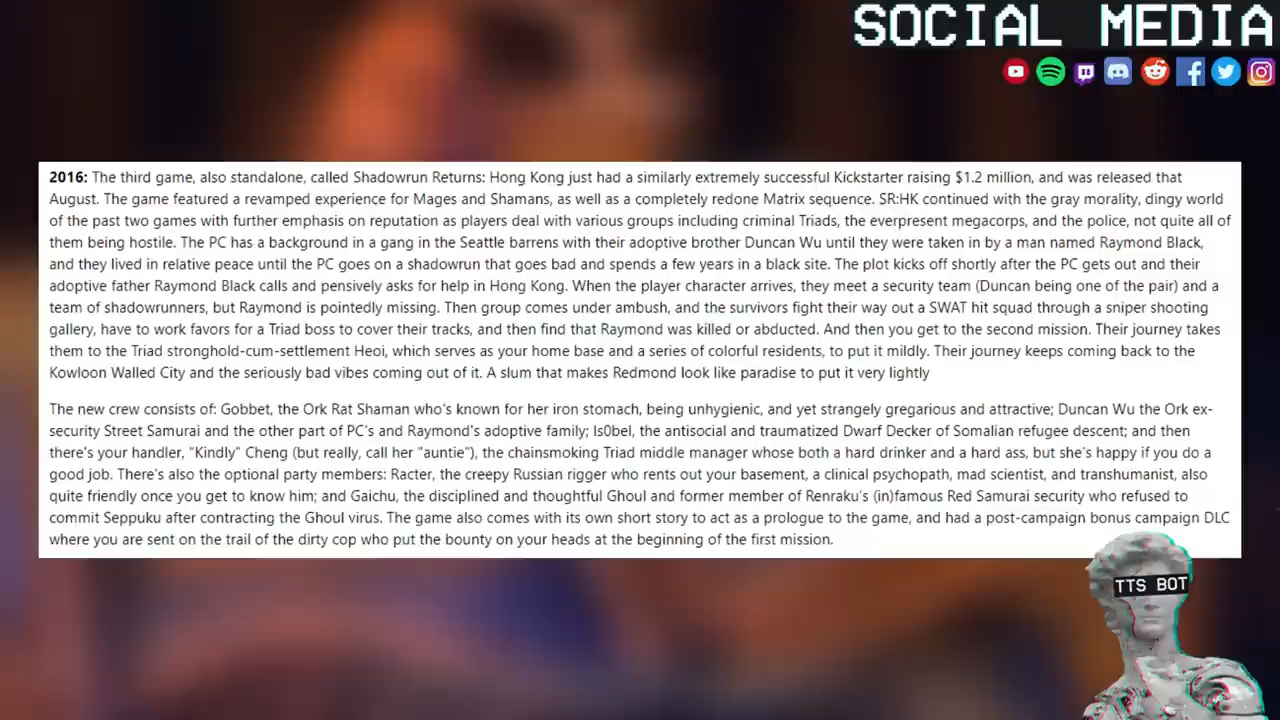 SOCIAL MEDIA
2016: The third game, also standalone, called Shadowrun Returns: Hong Kong just had a similarly extremely successful Kickstarter raising $1.2 million, and was released that
August. The game featured a revamped experience for Mages and Shamans, as well as a completely redone Matrix sequence. SR:HK continued with the gray morality, dingy world
of the past two games with further emphasis on reputation as players deal with various groups including criminal Triads, the everpresent megacorps, and the police, not quite all of
them being hostile. The PC has a background in a gang in the Seattle barrens with their adoptive brother Duncan Wu until they were taken in by a man named Raymond Black,
and they lived in relative peace until the PC goes on a shadowrun that goes bad and spends a few years in a black site. The plot kicks off shortly after the PC gets out and their
adoptive father Raymond Black calls and pensively asks for help in Hong Kong. When the player character arrives, they meet a security team (Duncan being one of the pair) and a
team of shadowrunners, but Raymond is pointedly missing. Then group comes under ambush, and the survivors fight their way out a SWAT hit squad through a sniper shooting
gallery, have to work favors for a Triad boss to cover their tracks, and then find that Raymond was killed or abducted. And then you get to the second mission. Their journey takes
them to the Triad stronghold-cum-settlement Heoi, which serves as your home base and a series of colorful residents, to put it mildly. Their journey keeps coming back to the
Kowloon Walled City and the seriously bad vibes coming out of it. A slum that makes Redmond look like paradise to put it very lightly
The new crew consists of: Gobbet, the Ork Rat Shaman who's known for her iron stomach, being unhygienic, and yet strangely gregarious and attractive; Duncan Wu the Ork ex-
security Street Samurai and the other part of PC's and Raymond's adoptive family; Is0bel, the antisocial and traumatized Dwarf Decker of Somalian refugee descent; and then
there's your handler, "Kindly" Cheng (but really, call her "auntie"), the chainsmoking Triad middle manager whose both a hard drinker and a hard ass, but she's happy if you do a
good job. There's also the optional party members: Racter, the creepy Russian rigger who rents out your basement, a clinical psychopath, mad scientist, and transhumanist, also
quite friendly once you get to know him; and Gaichu, the disciplined and thoughtful Ghoul and former member of Renraku's (in)famous Red Samurai security who refused to
commit Seppuku after contracting the Ghoul virus. The game also comes with its own short story to act as a prologue to the game, and had a post-campaign bonus campaign DLC
where you are sent on the trail of the dirty cop who put the bounty on your heads at the beginning of the first mission.
TTS BOT